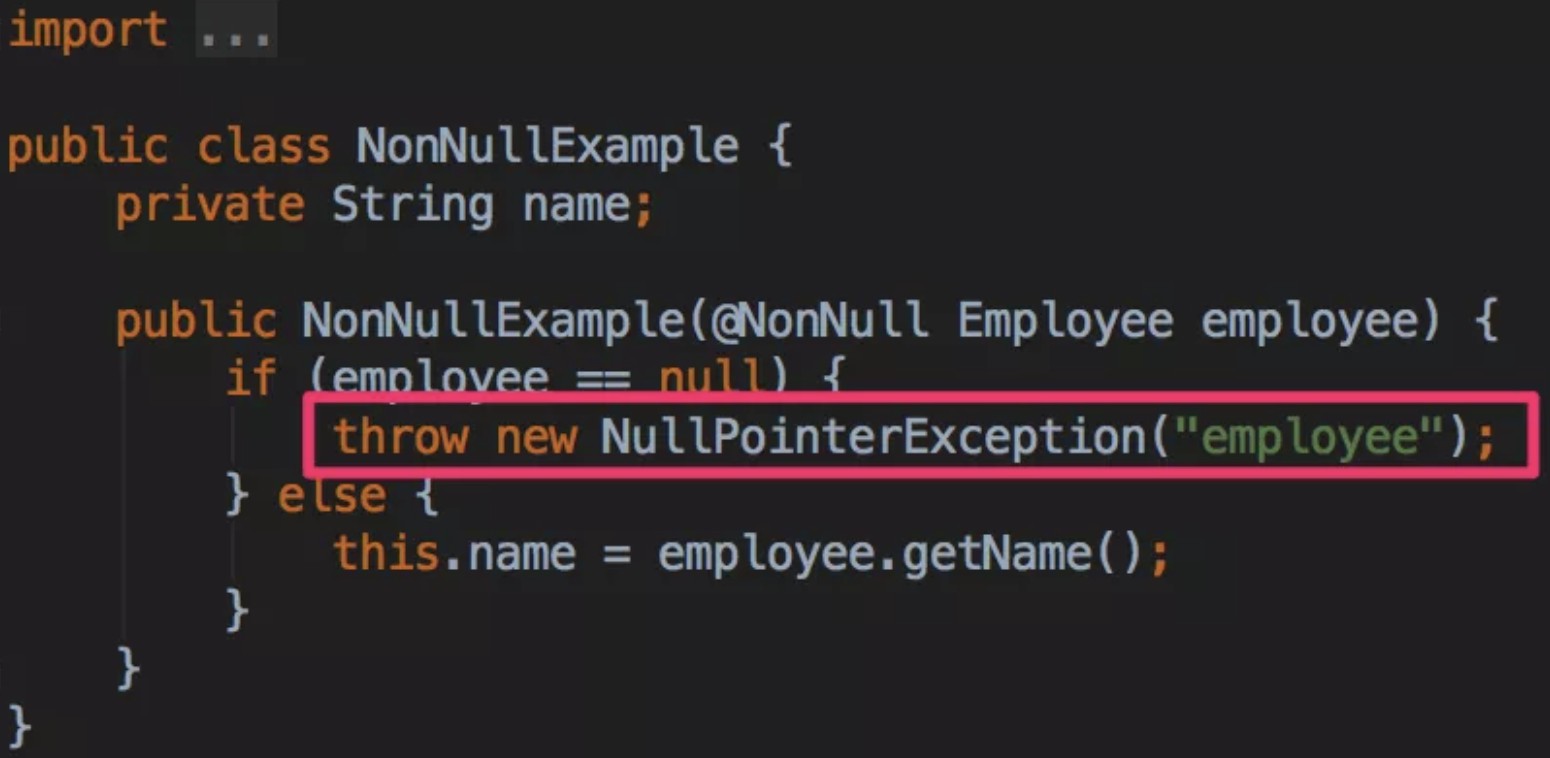 import ...
public class NonNullExample {
private String name;
public NonNullExample(@NonNull Employee employee) {
if (employee == null) {
throw new NullPointerException("employee");
} else {
this.name = employee.getName();
}
}
}